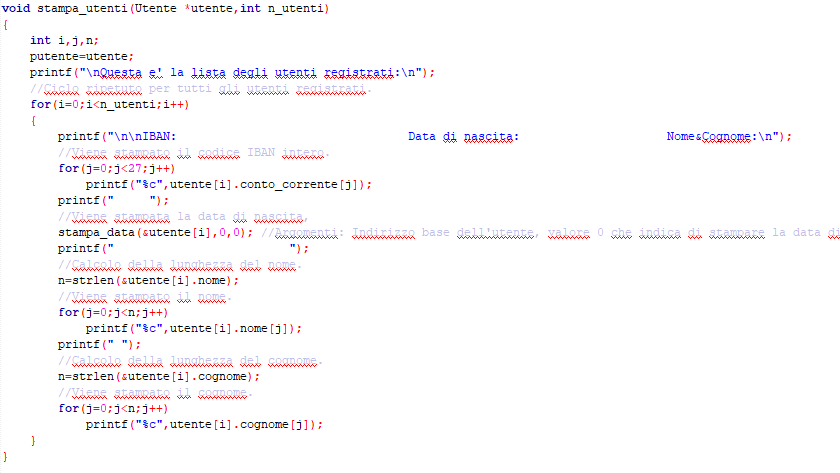 void stampa_utenti(Utente *utente,int n_utenti)
{
int i,j,n;
putente=utente;
printf("\nQuesta e' la lista degli utenti registrati:\n");
//Ciclo ripetuto per tutti gli utenti registrati.
for(i=0;i<n_utenti;i++)
{
printf("\n\nIBAN:                                 Data di nascita:                     Nome&Cognome:\n");
//Viene stampato il codice IBAN intero.
for(j=0;j<27;j++)
printf("%c",utente[i].conto_corrente[j]);
printf("     ");
//Viene stampata la data di nascita,
stampa_data(&utente[i],0,0); //Argomenti: Indirizzo base dell'utente, valore 0 che indica di stampare la data di
printf("                         ");
//Calcolo della lunghezza del nome.
n=strlen(&utente[i].nome);
//Viene stampato il nome.
for(j=0;j<n;j++)
printf("%c",utente[i].nome[j]);
printf(" ");
//Calcolo della lunghezza del cognome.
n=strlen(&utente[i].cognome);
//Viene stampato il cognome.
for(j=0;j<n;j++)
printf("%c",utente[i].cognome[j]);
}
}